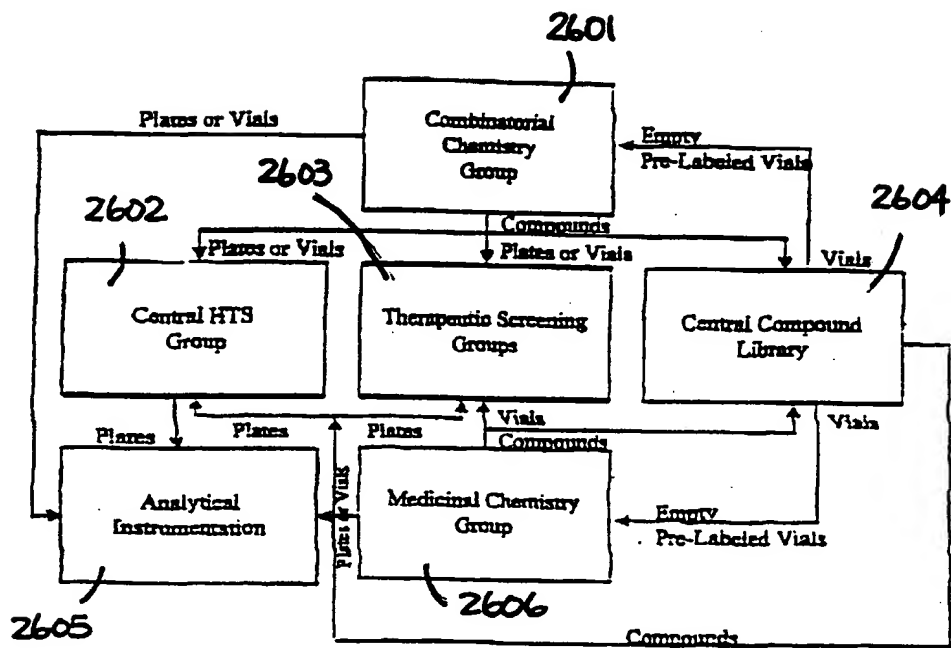 2601
Plates or Vials
Combinatorial
Chemistry
Group
Empty
Pre-Labeled Vials
2603
2602
2604
Compounds
Plates or Vials
Plates or Vials
Vials
Central HTS
Group
Therapeutic Screening
Groups
Central Compound
Library
Plates
Plates
Plates
Vials
Compounds
Vials
Plates or Vials
Analytical
Instrumentation
Medicinal Chemistry
Group
Empty
Pre-Labeled Vials
2605
2606
Compounds